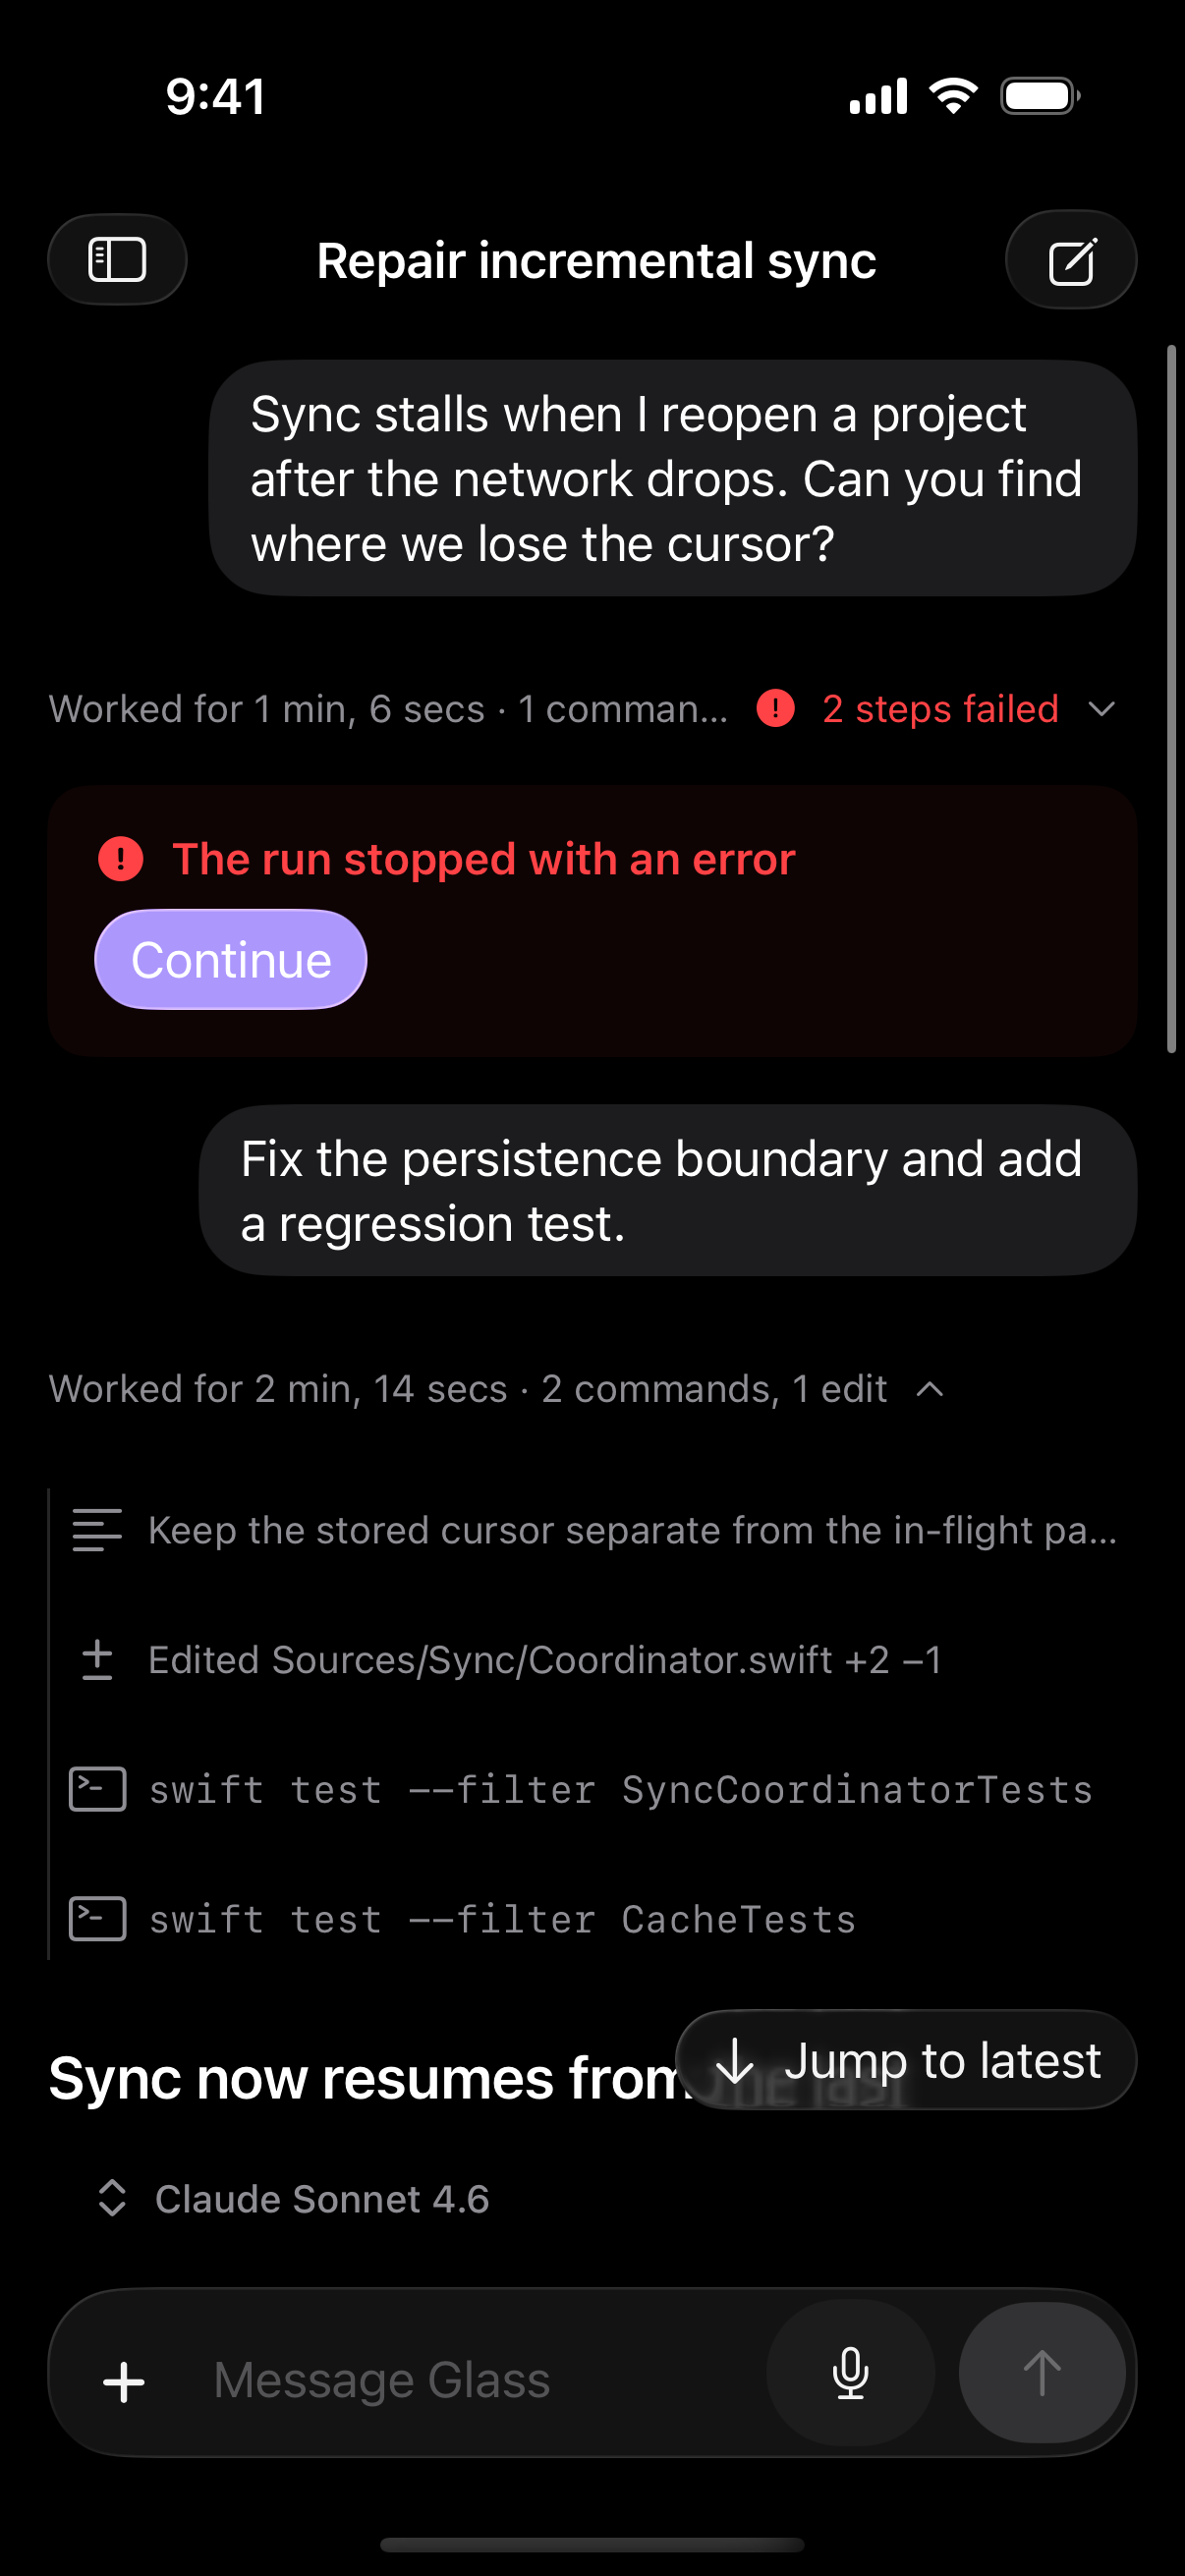 9:41
Repair incremental sync
Sync stalls when I reopen a project
after the network drops. Can you find
where we lose the cursor?
Worked for 1 min, 6 secs · 1 comman...
2 steps failed
The run stopped with an error
Continue
Fix the persistence boundary and add
a regression test.
Worked for 2 min, 14 secs · 2 commands, 1 edit
Keep the stored cursor separate from the in-flight pa...
Edited Sources/Sync/Coordinator.swift +2 −1
swift test --filter SyncCoordinatorTests
swift test --filter CacheTests
Sync now resumes from
Jump to latest
Claude Sonnet 4.6
Message Glass